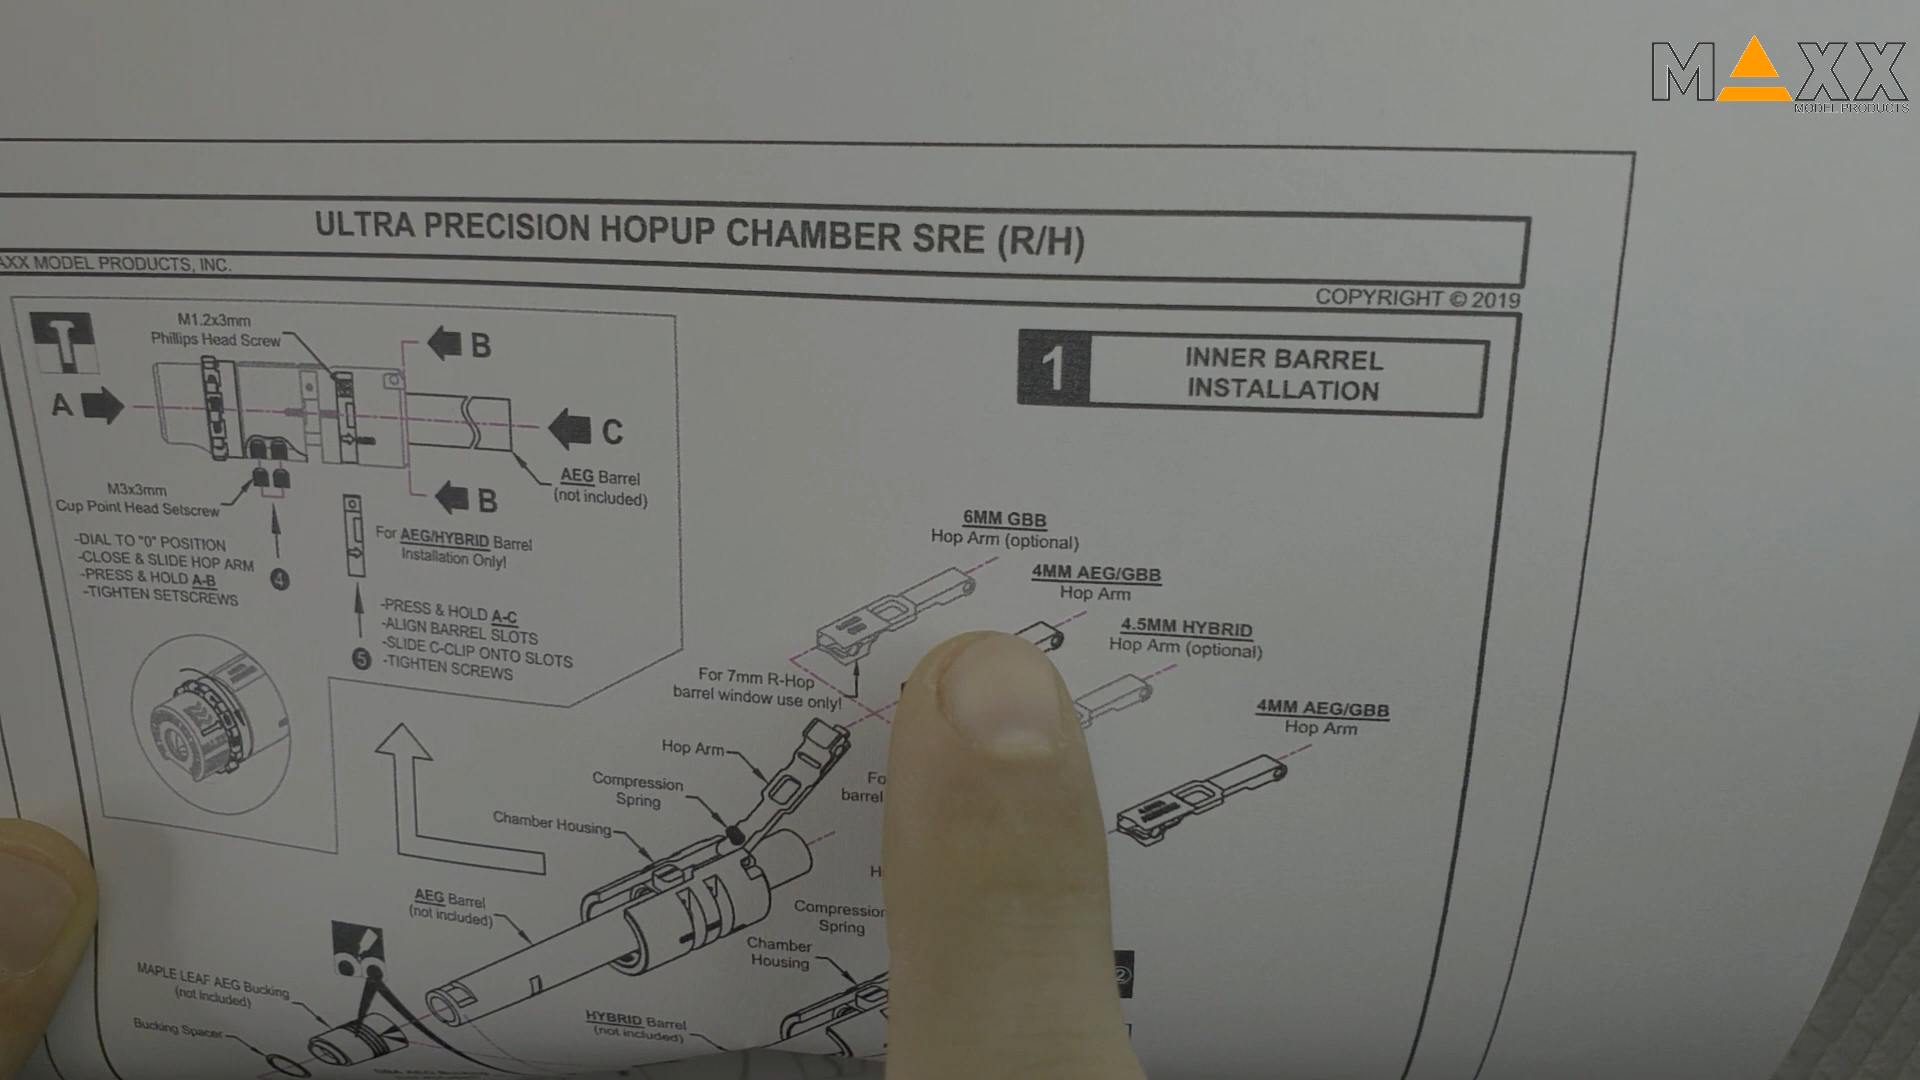 MAXX
MODEL PRODUCTS
ULTRA PRECISION HOPUP CHAMBER SRE (R/H)
MODEL PRODUCTS, INC.
COPYRIGHT © 2019
M1.2x3mm
Phillips Head Screw
B
A
C
B
AEG Barrel
(not included)
M3x3mm
Cup Point Head Setscrew
For AEG/HYBRID Barrel
Installation Only!
-DIAL TO "0" POSITION
-CLOSE & SLIDE HOP ARM
-PRESS & HOLD A-B
-TIGHTEN SETSCREWS
4
-PRESS & HOLD A-C
-ALIGN BARREL SLOTS
-SLIDE C-CLIP ONTO SLOTS
-TIGHTEN SCREWS
5
1
INNER BARREL
INSTALLATION
6MM GBB
Hop Arm (optional)
4MM AEG/GBB
Hop Arm
4.5MM HYBRID
Hop Arm (optional)
4MM AEG/GBB
Hop Arm
For 7mm R-Hop
barrel window use only!
Hop Arm
Compression
Spring
Chamber Housing
barrel
AEG Barrel
(not included)
Compression
Spring
Chamber
Housing
MAPLE LEAF AEG Bucking
(not included)
Bucking Spacer
HYBRID Barrel
(not included)
2